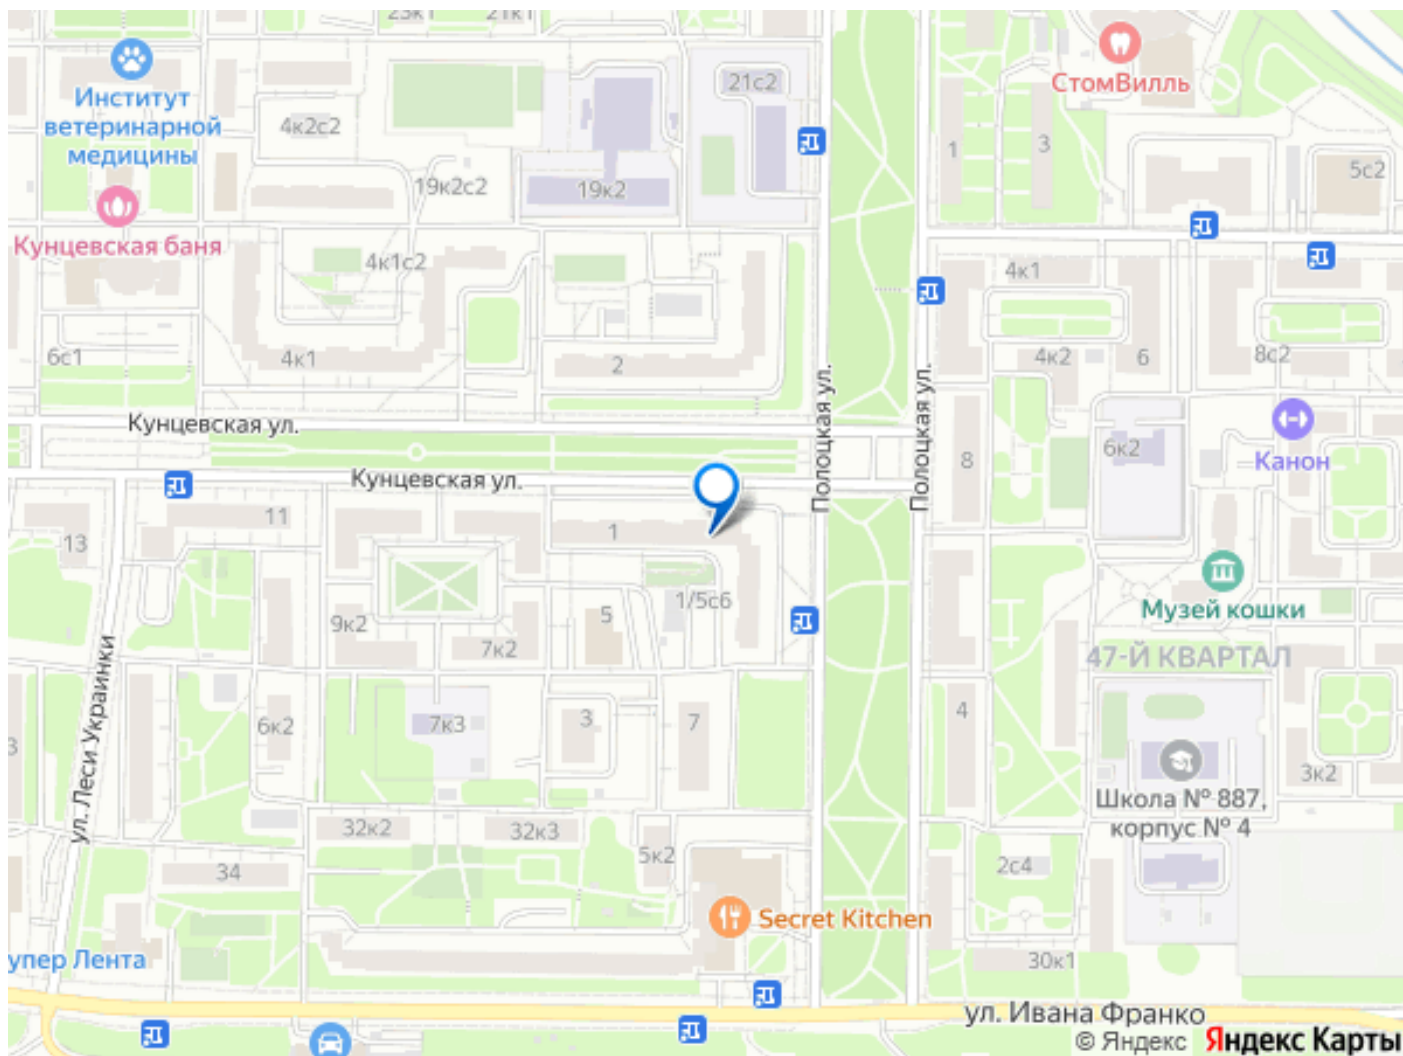 23к1
21к1
Институт
ветеринарной
медицины
4к2с2
21с2
СтомВилль
1
3
5с2
19к2с2
19к2
Кунцевская баня
4к1с2
4к1
6с1
4к1
2
4к2
6
8с2
Кунцевская ул.
Полоцкая ул.
Полоцкая ул.
8
6к2
Канон
Кунцевская ул.
11
1
13
1/5с6
5
9к2
7к2
Музей кошки
47-Й КВАРТАЛ
ул. Леси Украинки
6к2
7к3
3
7
4
3
3к2
Школа № 887,
корпус № 4
32к2
32к3
5к2
34
2с4
Secret Kitchen
упер Лента
30к1
ул. Ивана Франко
© Яндекс Яндекс Карты